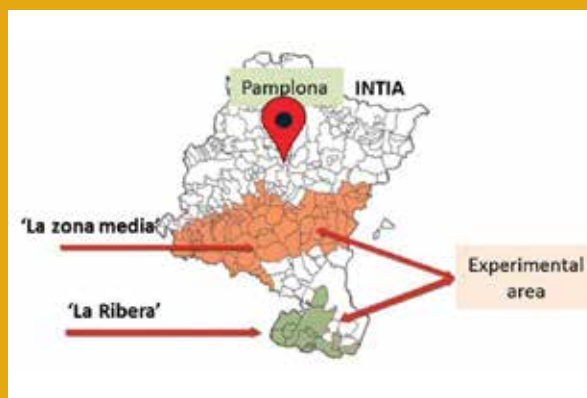 Pamplona INTIA
'La zona media'
Experimental
area
'La Ribera'